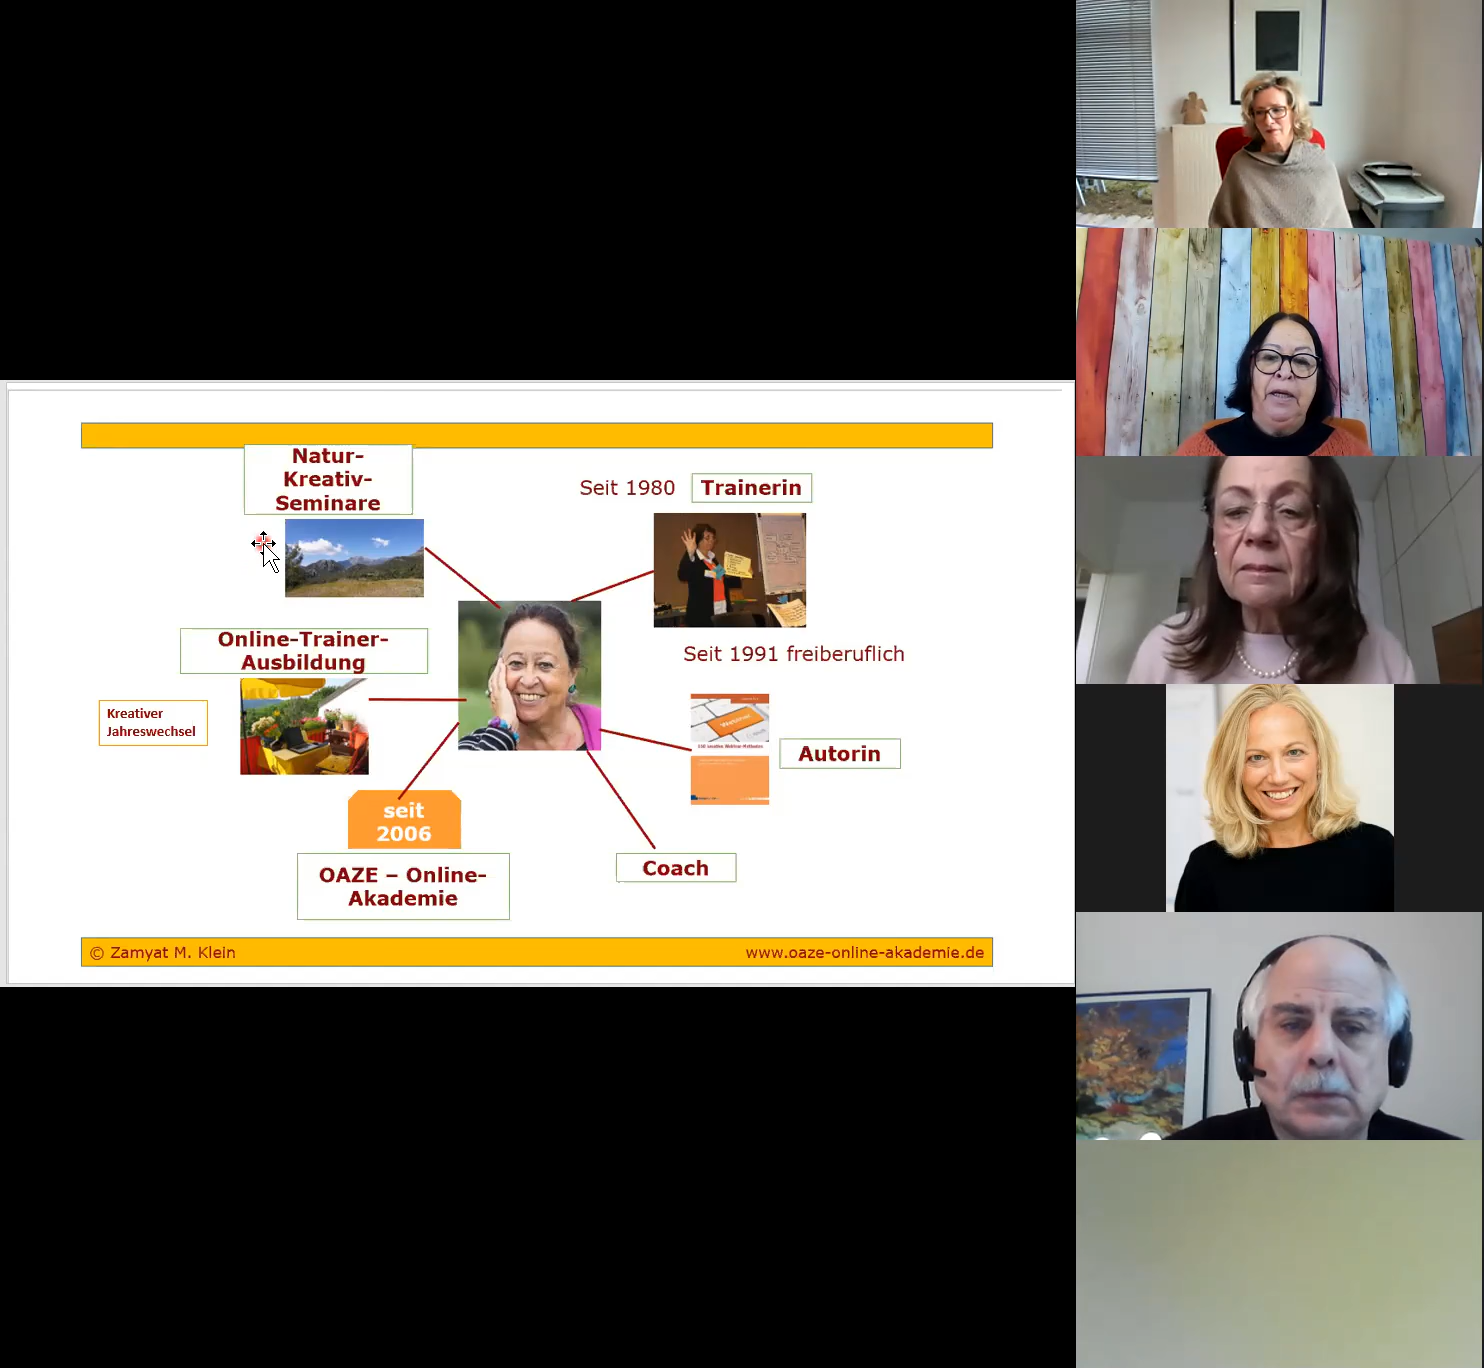 Natur-
Kreativ-
Seminare
Seit 1980 Trainerin
Online-Trainer-
Ausbildung
Seit 1991 freiberuflich
Kreativer
Jahreswechsel
Webinar
Autorin
seit
2006
OAZE – Online-
Akademie
Coach
© Zamyat M. Klein
www.oaze-online-akademie.de